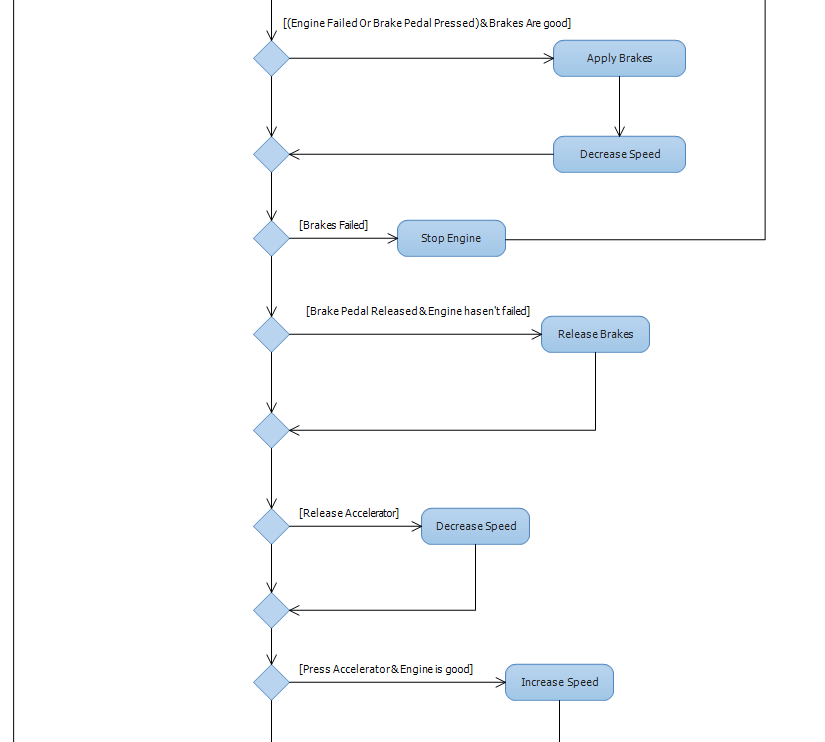 [(Engine Failed Or Brake Pedal Pressed)& Brakes Are good]
Apply Brakes
Decrease Speed
[Brakes Failed]
Stop Engine
[Brake Pedal Released & Engine hasen't failed]
Release Brakes
[Release Accelerator]
Decrease Speed
[Press Accelerator & Engine is good]
Increase Speed